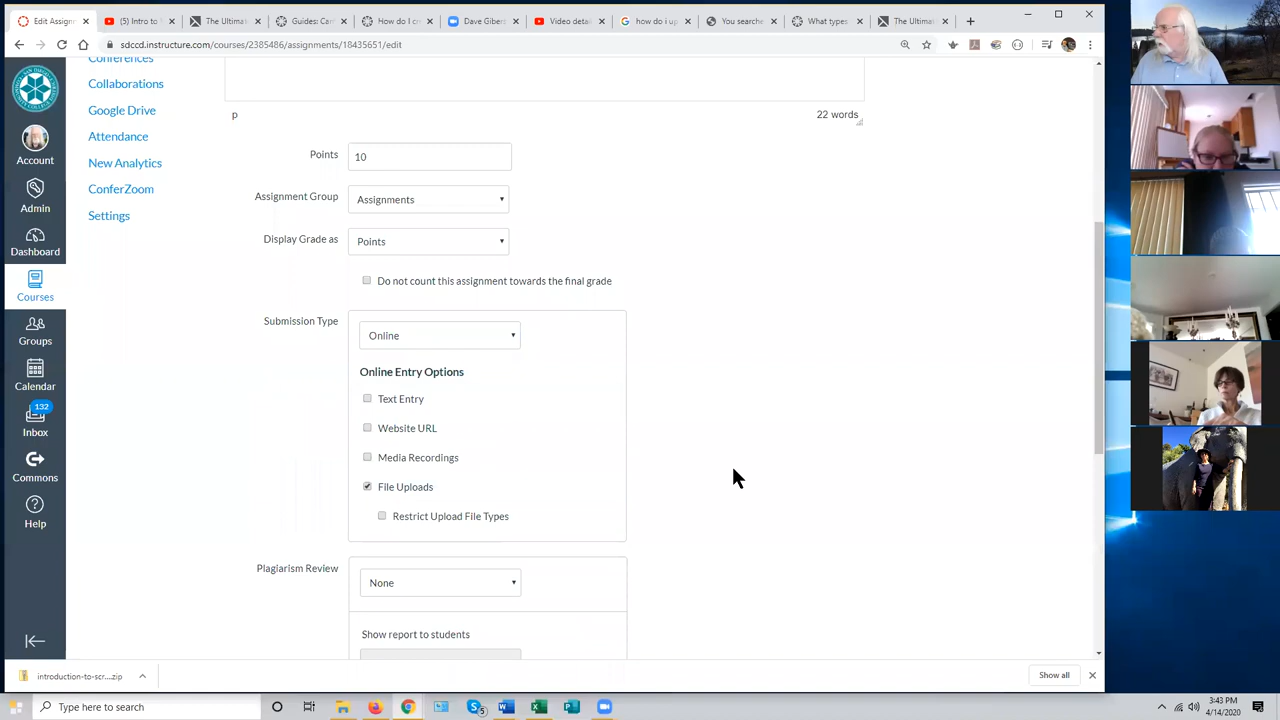 Edit Assign
(5) Intro to
The Ultima
Guides: Can
How do I cr
Dave Giber
Video detai
how do i up
You searche
What types
The Ultima
sdccd.instructure.com/courses/2385486/assignments/18435651/edit
Conferences
Collaborations
Google Drive
Attendance
New Analytics
ConferZoom
Settings
Account
Admin
Dashboard
Courses
Groups
Calendar
132
Inbox
Commons
Help
p
22 words
Points
10
Assignment Group
Assignments
Display Grade as
Points
Do not count this assignment towards the final grade
Submission Type
Online
Online Entry Options
Text Entry
Website URL
Media Recordings
File Uploads
Restrict Upload File Types
Plagiarism Review
None
Show report to students
introduction-to-scr....zip
Show all
Type here to search
5
3:43 PM
4/14/2020